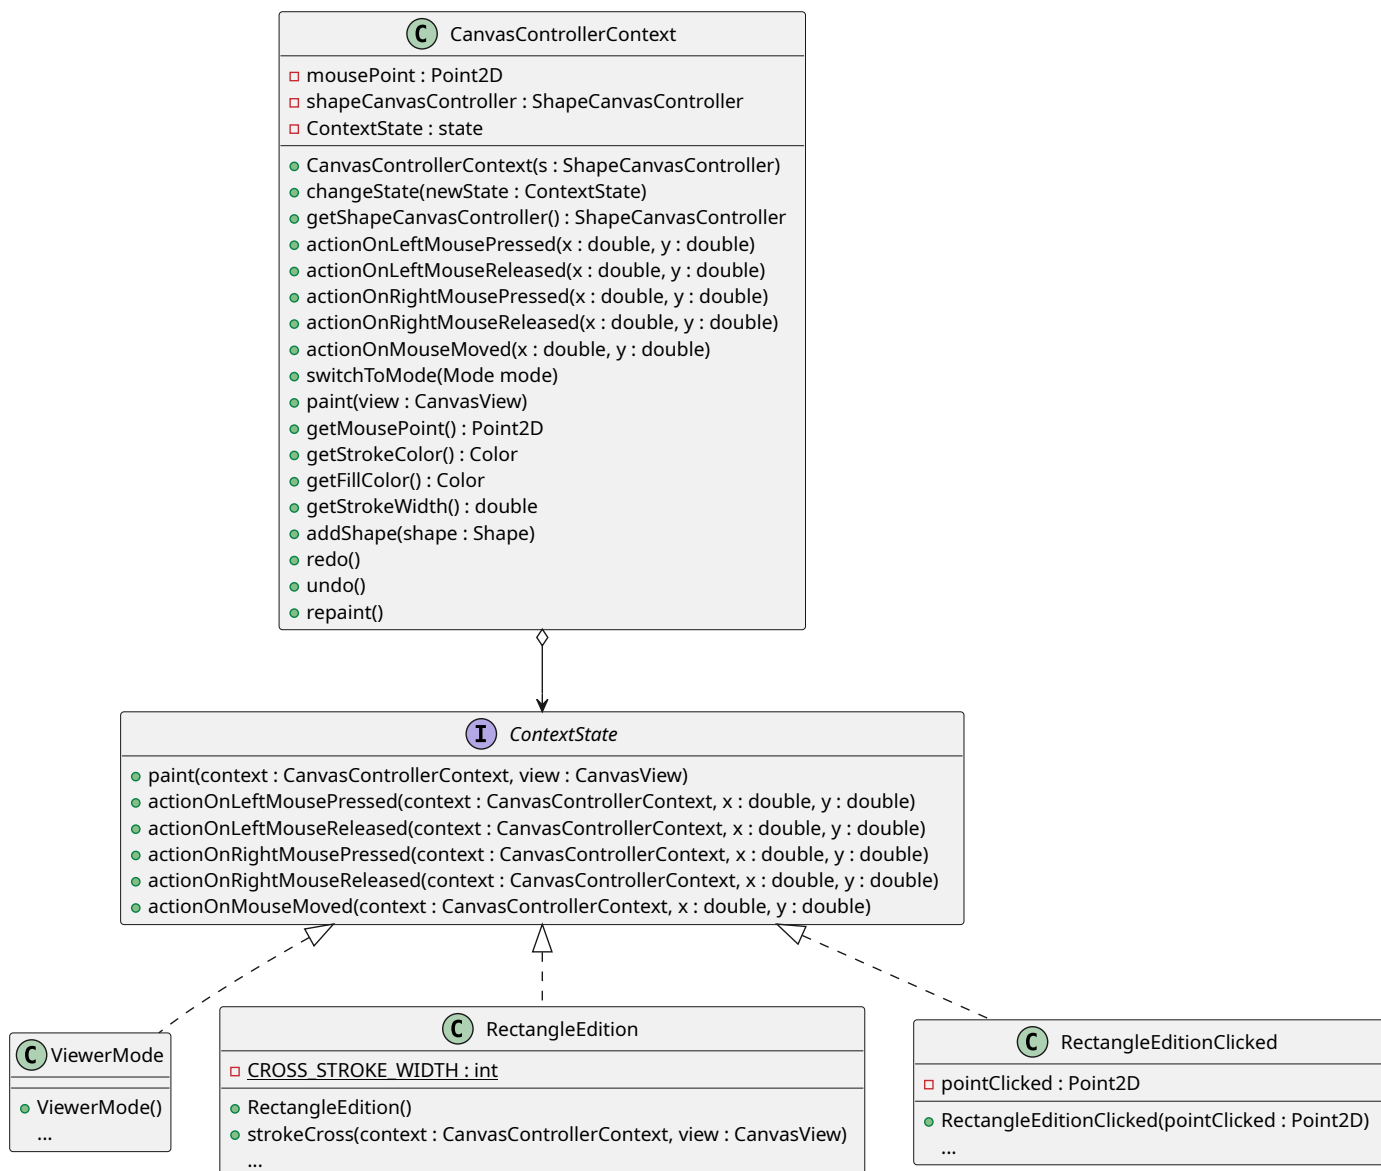 C CanvasControllerContext
mousePoint : Point2D
shapeCanvasController : ShapeCanvasController
ContextState : state
CanvasControllerContext(s : ShapeCanvasController)
changeState(newState : ContextState)
getShapeCanvasController() : ShapeCanvasController
actionOnLeftMousePressed(x : double, y : double)
actionOnLeftMouseReleased(x : double, y : double)
actionOnRightMousePressed(x : double, y : double)
actionOnRightMouseReleased(x : double, y : double)
actionOnMouseMoved(x : double, y : double)
switchToMode(Mode mode)
paint(view : CanvasView)
getMousePoint() : Point2D
getStrokeColor() : Color
getFillColor() : Color
getStrokeWidth() : double
addShape(shape : Shape)
redo()
undo()
repaint()
I ContextState
paint(context : CanvasControllerContext, view : CanvasView)
actionOnLeftMousePressed(context : CanvasControllerContext, x : double, y : double)
actionOnLeftMouseReleased(context : CanvasControllerContext, x : double, y : double)
actionOnRightMousePressed(context : CanvasControllerContext, x : double, y : double)
actionOnRightMouseReleased(context : CanvasControllerContext, x : double, y : double)
actionOnMouseMoved(context : CanvasControllerContext, x : double, y : double)
C ViewerMode
ViewerMode()
...
C RectangleEdition
CROSS_STROKE_WIDTH : int
RectangleEdition()
strokeCross(context : CanvasControllerContext, view : CanvasView)
...
C RectangleEditionClicked
pointClicked : Point2D
RectangleEditionClicked(pointClicked : Point2D)
...